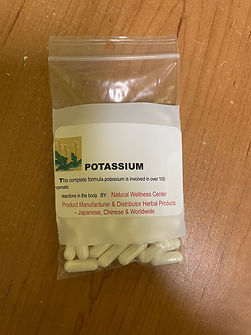 POTASSIUM
This complete formula potassium is involved in over 100
zymatic
reactions in the body. BY: Natural Wellness Center
Product Manufacturer & Distributor Herbal Products
~ Japanese, Chinese & Worldwide